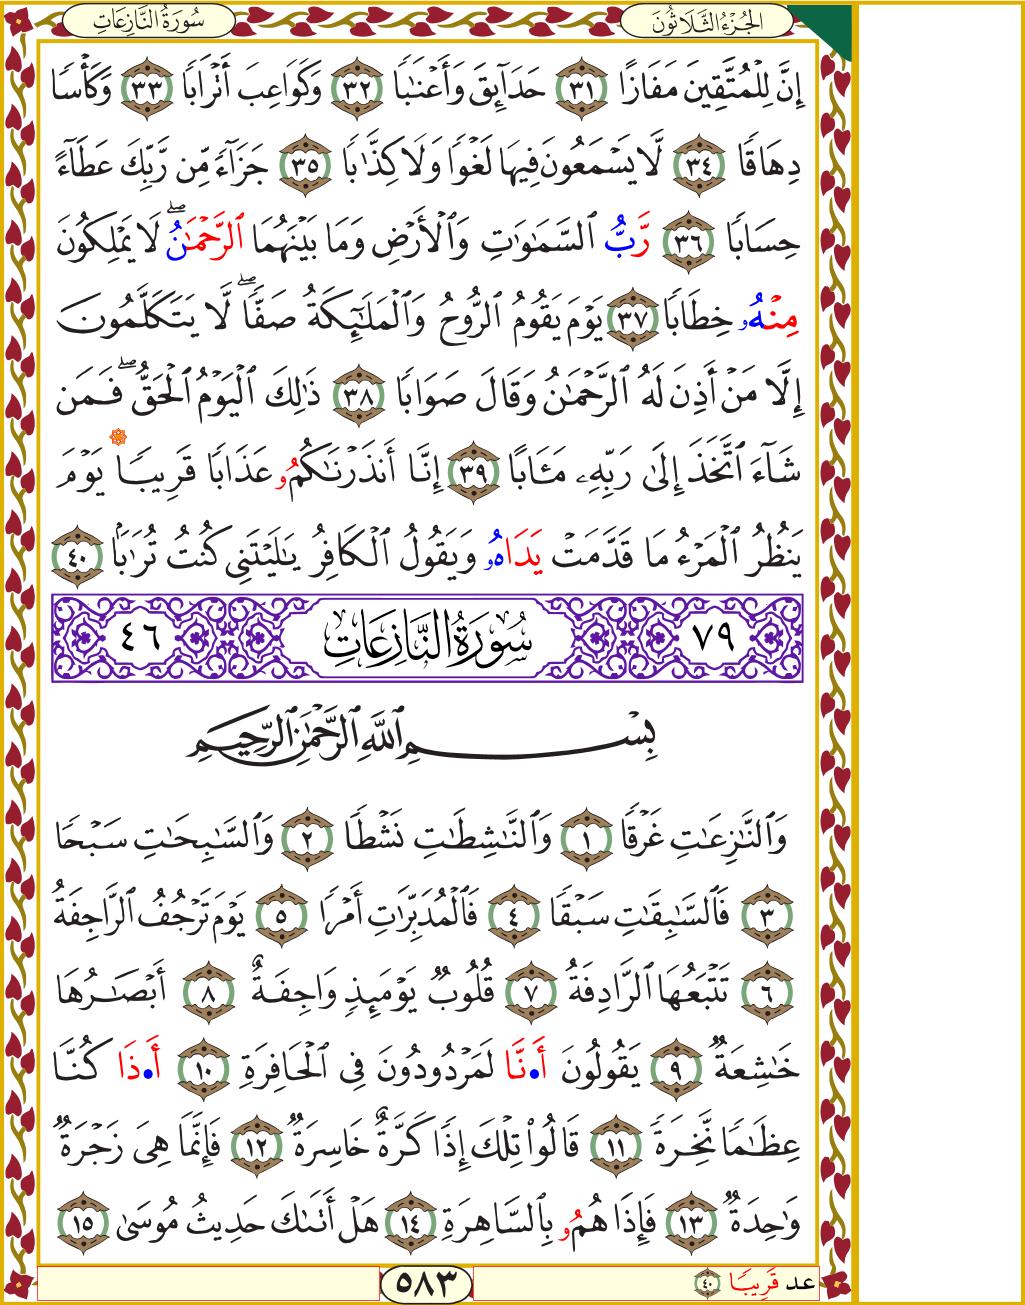 سُورَةُ النَّازِعَاتِ
الجُزْءُ الثَّلَاثُونَ
إِنَّ لِلْمُتَّقِينَ مَفَازًا ٣١ حَدَآئِقَ وَأَعْنَٰبًا ٣٢ وَكَوَاعِبَ أَتْرَابًا ٣٣ وَكَأْسًا
دِهَاقًا ٣٤ لَّا يَسْمَعُونَ فِيهَا لَغْوًا وَلَا كِذَّٰبًا ٣٥ جَزَآءً مِّن رَّبِّكَ عَطَآءً
حِسَابًا ٣٦ رَّبُّ ٱلسَّمَٰوَٰتِ وَٱلْأَرْضِ وَمَا بَيْنَهُمَا ٱلرَّحْمَٰنُۖ لَا يَمْلِكُونَ
مِنْهُۥ خِطَابًا ٣٧ يَوْمَ يَقُومُ ٱلرُّوحُ وَٱلْمَلَٰٓئِكَةُ صَفًّاۖ لَّا يَتَكَلَّمُونَ
إِلَّا مَنْ أَذِنَ لَهُ ٱلرَّحْمَٰنُ وَقَالَ صَوَابًا ٣٨ ذَٰلِكَ ٱلْيَوْمُ ٱلْحَقُّۖ فَمَن
شَآءَ ٱتَّخَذَ إِلَىٰ رَبِّهِۦ مَـَٔابًا ٣٩ إِنَّآ أَنذَرْنَٰكُمُۥ عَذَابًا قَرِيبًا يَوْمَ
يَنظُرُ ٱلْمَرْءُ مَا قَدَّمَتْ يَدَاهُۥ وَيَقُولُ ٱلْكَافِرُ يَٰلَيْتَنِى كُنتُ تُرَٰبًۢا ٤٠
٧٩ سُورَةُ النَّازِعَاتِ ٤٦
بِسْمِ ٱللَّهِ ٱلرَّحْمَٰنِ ٱلرَّحِيمِ
وَٱلنَّٰزِعَٰتِ غَرْقًا ١ وَٱلنَّٰشِطَٰتِ نَشْطًا ٢ وَٱلسَّٰبِحَٰتِ سَبْحًا
٣ فَٱلسَّٰبِقَٰتِ سَبْقًا ٤ فَٱلْمُدَبِّرَٰتِ أَمْرًا ٥ يَوْمَ تَرْجُفُ ٱلرَّاجِفَةُ
٦ تَتْبَعُهَا ٱلرَّادِفَةُ ٧ قُلُوبٌ يَوْمَئِذٍ وَاجِفَةٌ ٨ أَبْصَٰرُهَا
خَٰشِعَةٌ ٩ يَقُولُونَ أَ•نَّا لَمَرْدُودُونَ فِى ٱلْحَافِرَةِ ١٠ أَ•ذَا كُنَّا
عِظَٰمًا نَّخِرَةً ١١ قَالُوا۟ تِلْكَ إِذًا كَرَّةٌ خَاسِرَةٌ ١٢ فَإِنَّمَا هِىَ زَجْرَةٌ
وَٰحِدَةٌ ١٣ فَإِذَا هُمُۥ بِٱلسَّاهِرَةِ ١٤ هَلْ أَتَىٰكَ حَدِيثُ مُوسَىٰ ١٥
عد قَرِيبًا ٤٠
٥٨٣